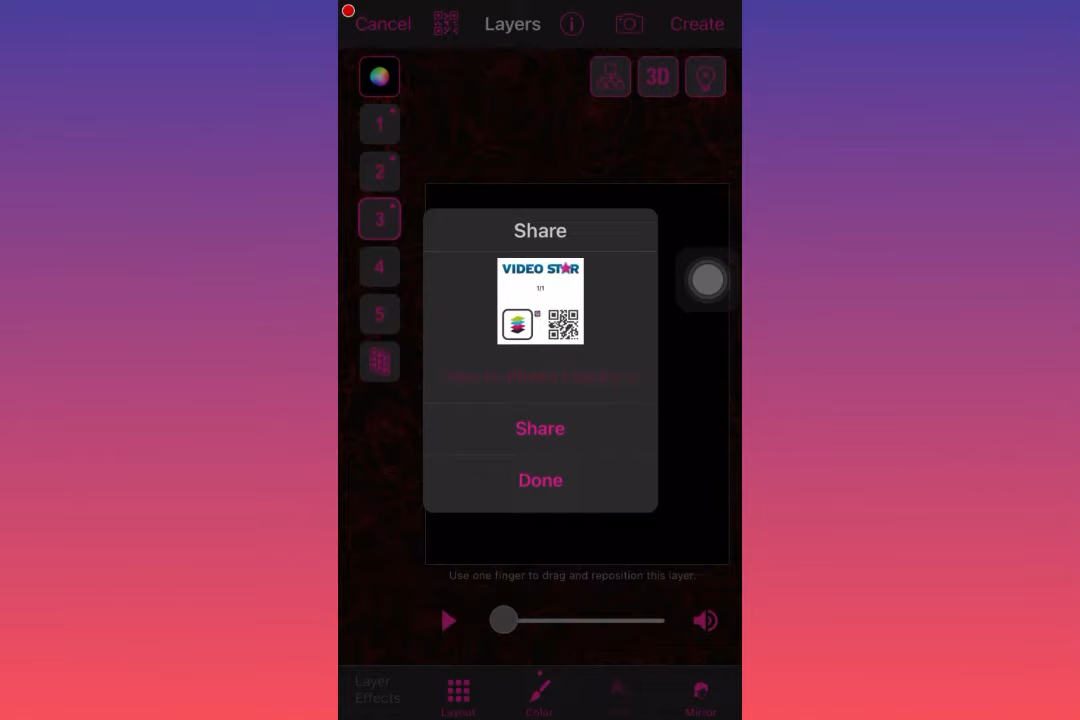 Cancel
Layers
i
Create
3D
1
2
3
4
5
Share
VIDEO STAR
1/1
Share
Done
Use one finger to drag and reposition this layer.
Layer
Effects
Layout
Color
Mirror